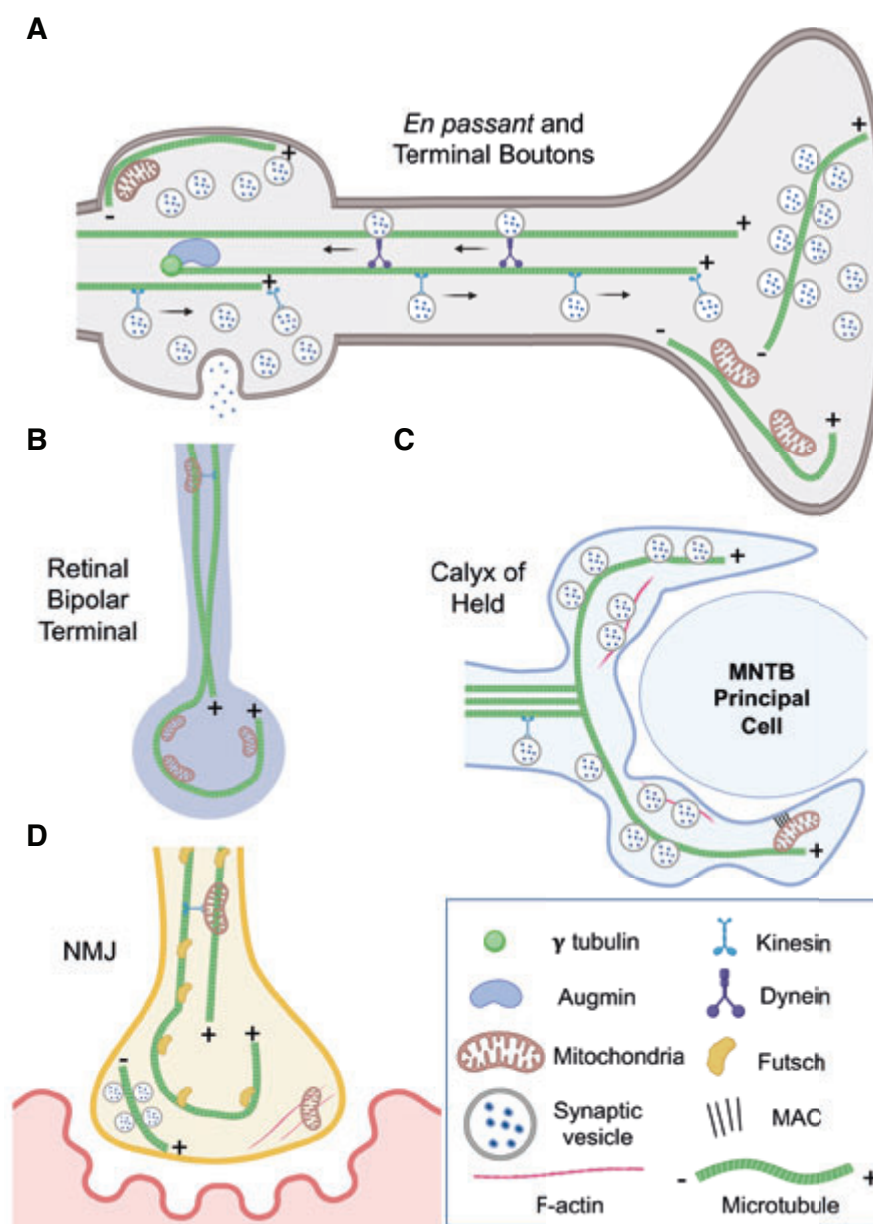 A
En passant and
Terminal Boutons
+
-
+
+
+
+
-
-
+
B
Retinal
Bipolar
Terminal
+
+
C
Calyx of
Held
+
MNTB
Principal
Cell
+
D
NMJ
+
+
-
+
γ tubulin
Kinesin
Augmin
Dynein
Mitochondria
Futsch
Synaptic
vesicle
MAC
F-actin
- +
Microtubule